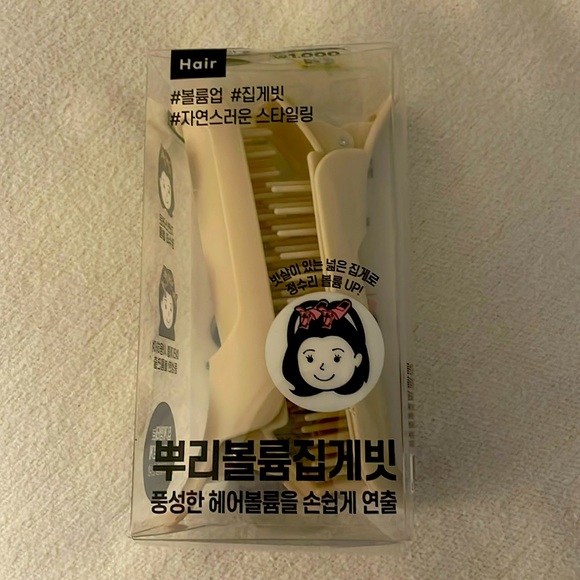 Hair
₩1,000
#볼륨업 #집게빗
#자연스러운 스타일링
빗살이 있는 넓은 집게로
정수리 볼륨 UP!
뿌리볼륨집게빗
풍성한 헤어볼륨을 손쉽게 연출